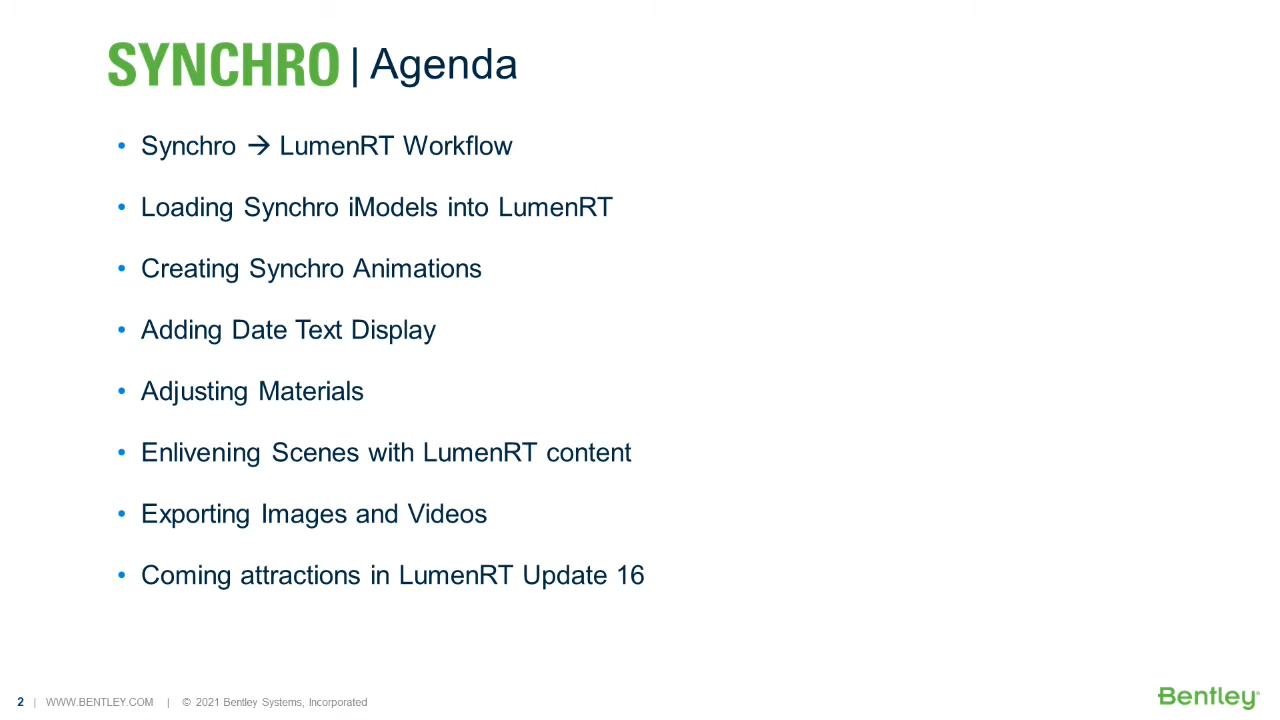 SYNCHRO | Agenda
• Synchro → LumenRT Workflow
• Loading Synchro iModels into LumenRT
• Creating Synchro Animations
• Adding Date Text Display
• Adjusting Materials
• Enlivening Scenes with LumenRT content
• Exporting Images and Videos
• Coming attractions in LumenRT Update 16
2 | WWW.BENTLEY.COM | © 2021 Bentley Systems, Incorporated
Bentley®